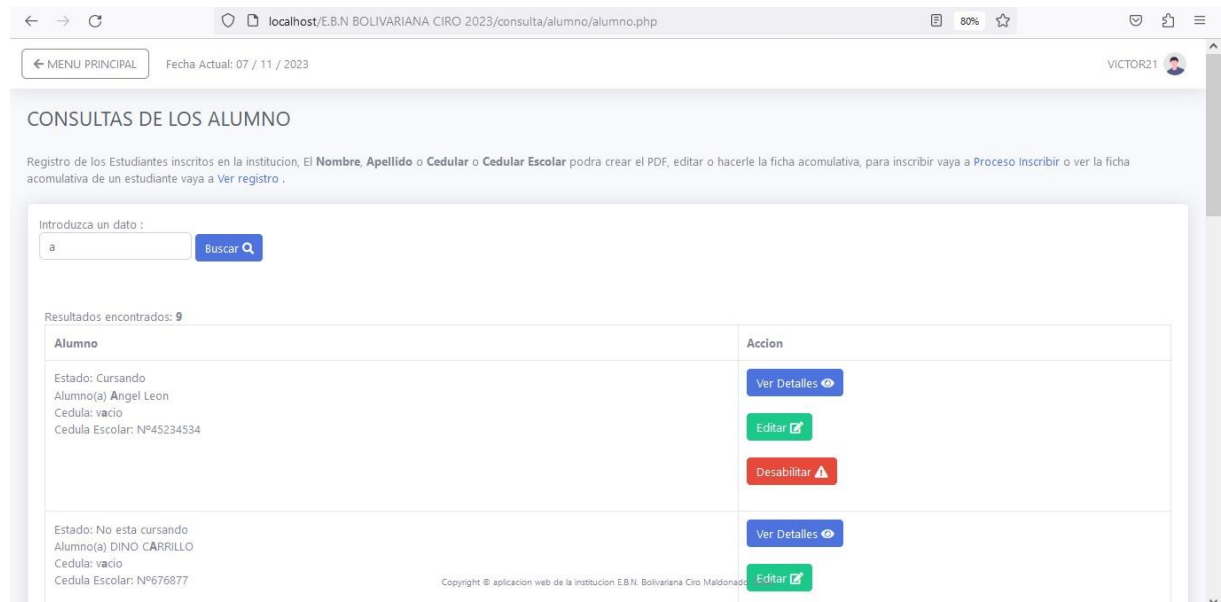 localhost/E.B.N BOLIVARIANA CIRO 2023/consulta/alumno/alumno.php
80%
MENU PRINCIPAL
Fecha Actual: 07 / 11 / 2023
VICTOR21
CONSULTAS DE LOS ALUMNO
Registro de los Estudiantes inscritos en la institucion, El Nombre, Apellido o Cedular o Cedular Escolar podra crear el PDF, editar o hacerle la ficha acomulativa, para inscribir vaya a Proceso Inscribir o ver la ficha
acomulativa de un estudiante vaya a Ver registro .
Introduzca un dato :
a
Buscar
Resultados encontrados: 9
Alumno
Accion
Estado: Cursando
Alumno(a) Angel Leon
Cedula: vacio
Cedula Escolar: Nº45234534
Ver Detalles
Editar
Desabilitar
Estado: No esta cursando
Alumno(a) DINO CARRILLO
Cedula: vacio
Cedula Escolar: Nº676877
Ver Detalles
Editar
Copyright © aplicacion web de la institucion E.B.N. Bolivariana Ciro Maldonado